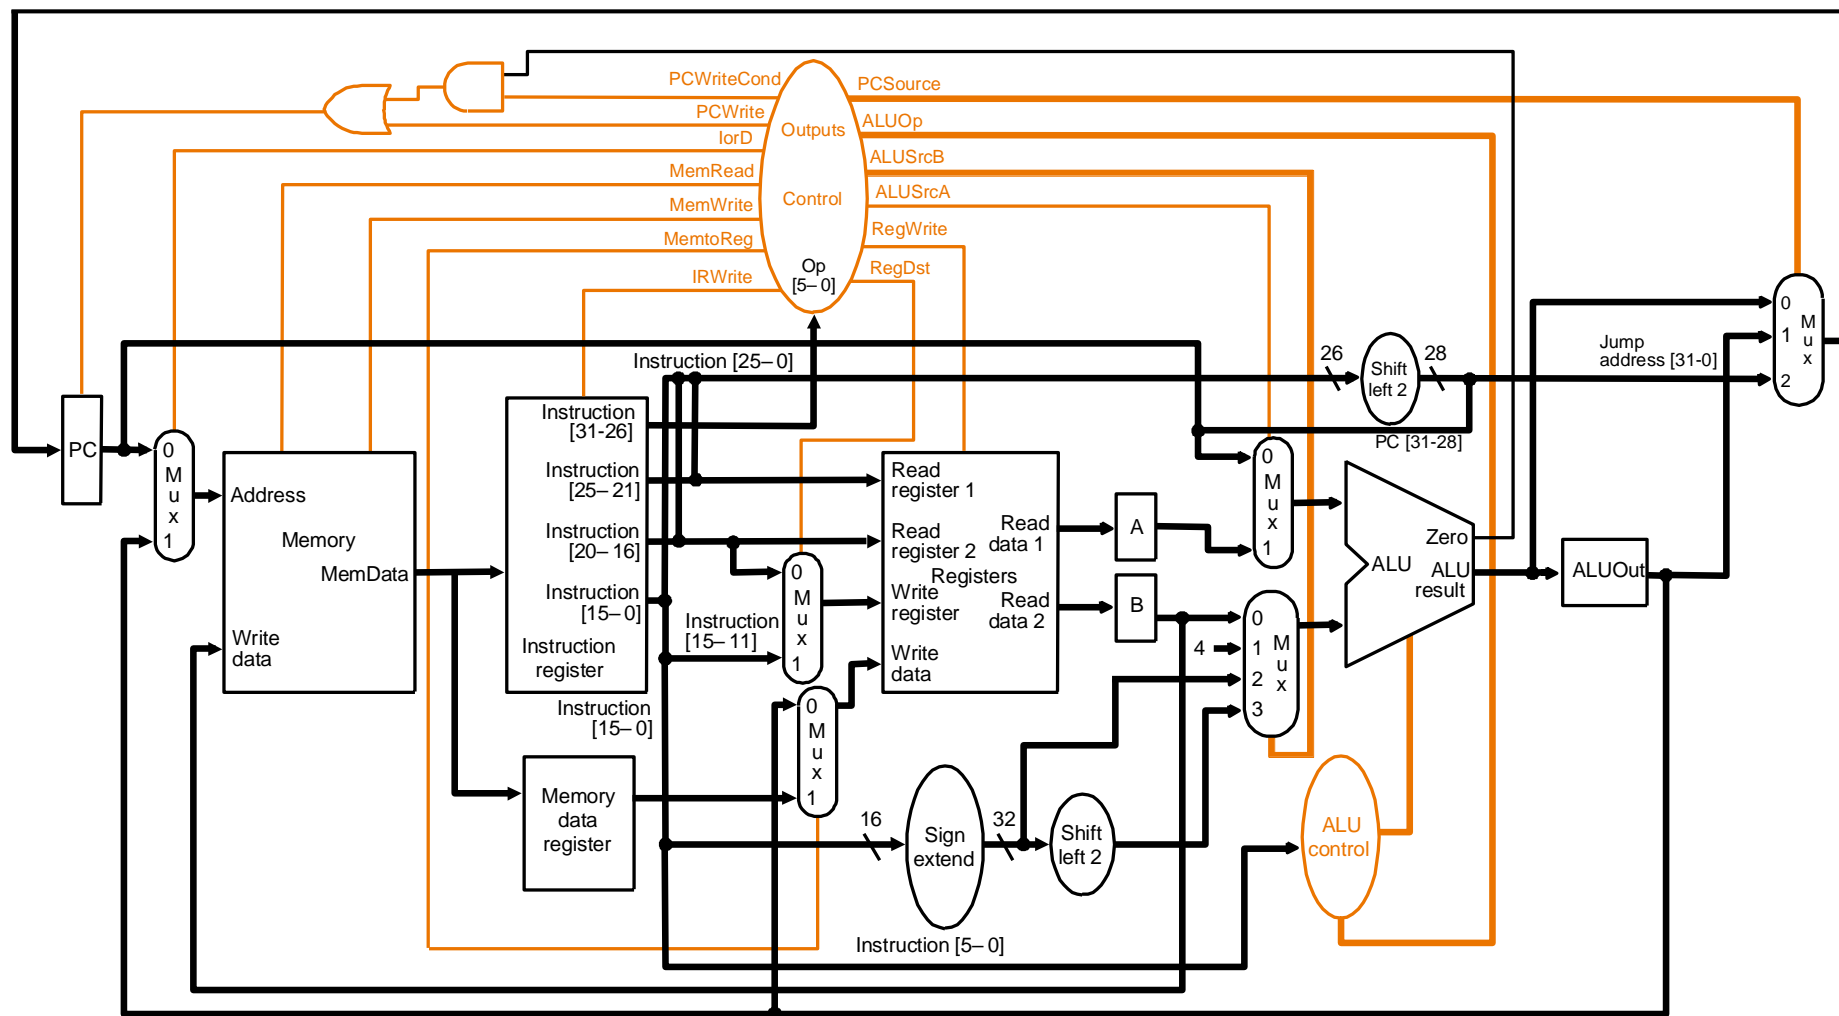 PCWriteCond
PCSource
PCWrite
ALUOp
Outputs
IorD
ALUSrcB
MemRead
ALUSrcA
Control
MemWrite
RegWrite
MemtoReg
RegDst
Op
[5–0]
IRWrite
Instruction [25–0]
26
28
Shift
left 2
Jump
address [31-0]
0
1
2
M
u
x
PC [31-28]
PC
0
M
u
x
1
Address
Memory
MemData
Write
data
Instruction
[31-26]
Instruction
[25–21]
Instruction
[20–16]
Instruction
[15–0]
Instruction
register
Instruction
[15–11]
0
M
u
x
1
Instruction
[15–0]
0
M
u
x
1
Memory
data
register
Read
register 1
Read
register 2
Registers
Write
register
Write
data
Read
data 1
Read
data 2
A
B
0
M
u
x
1
4
0
1
2
3
M
u
x
Zero
ALU
ALU
result
ALUOut
16
Sign
extend
32
Shift
left 2
ALU
control
Instruction [5–0]